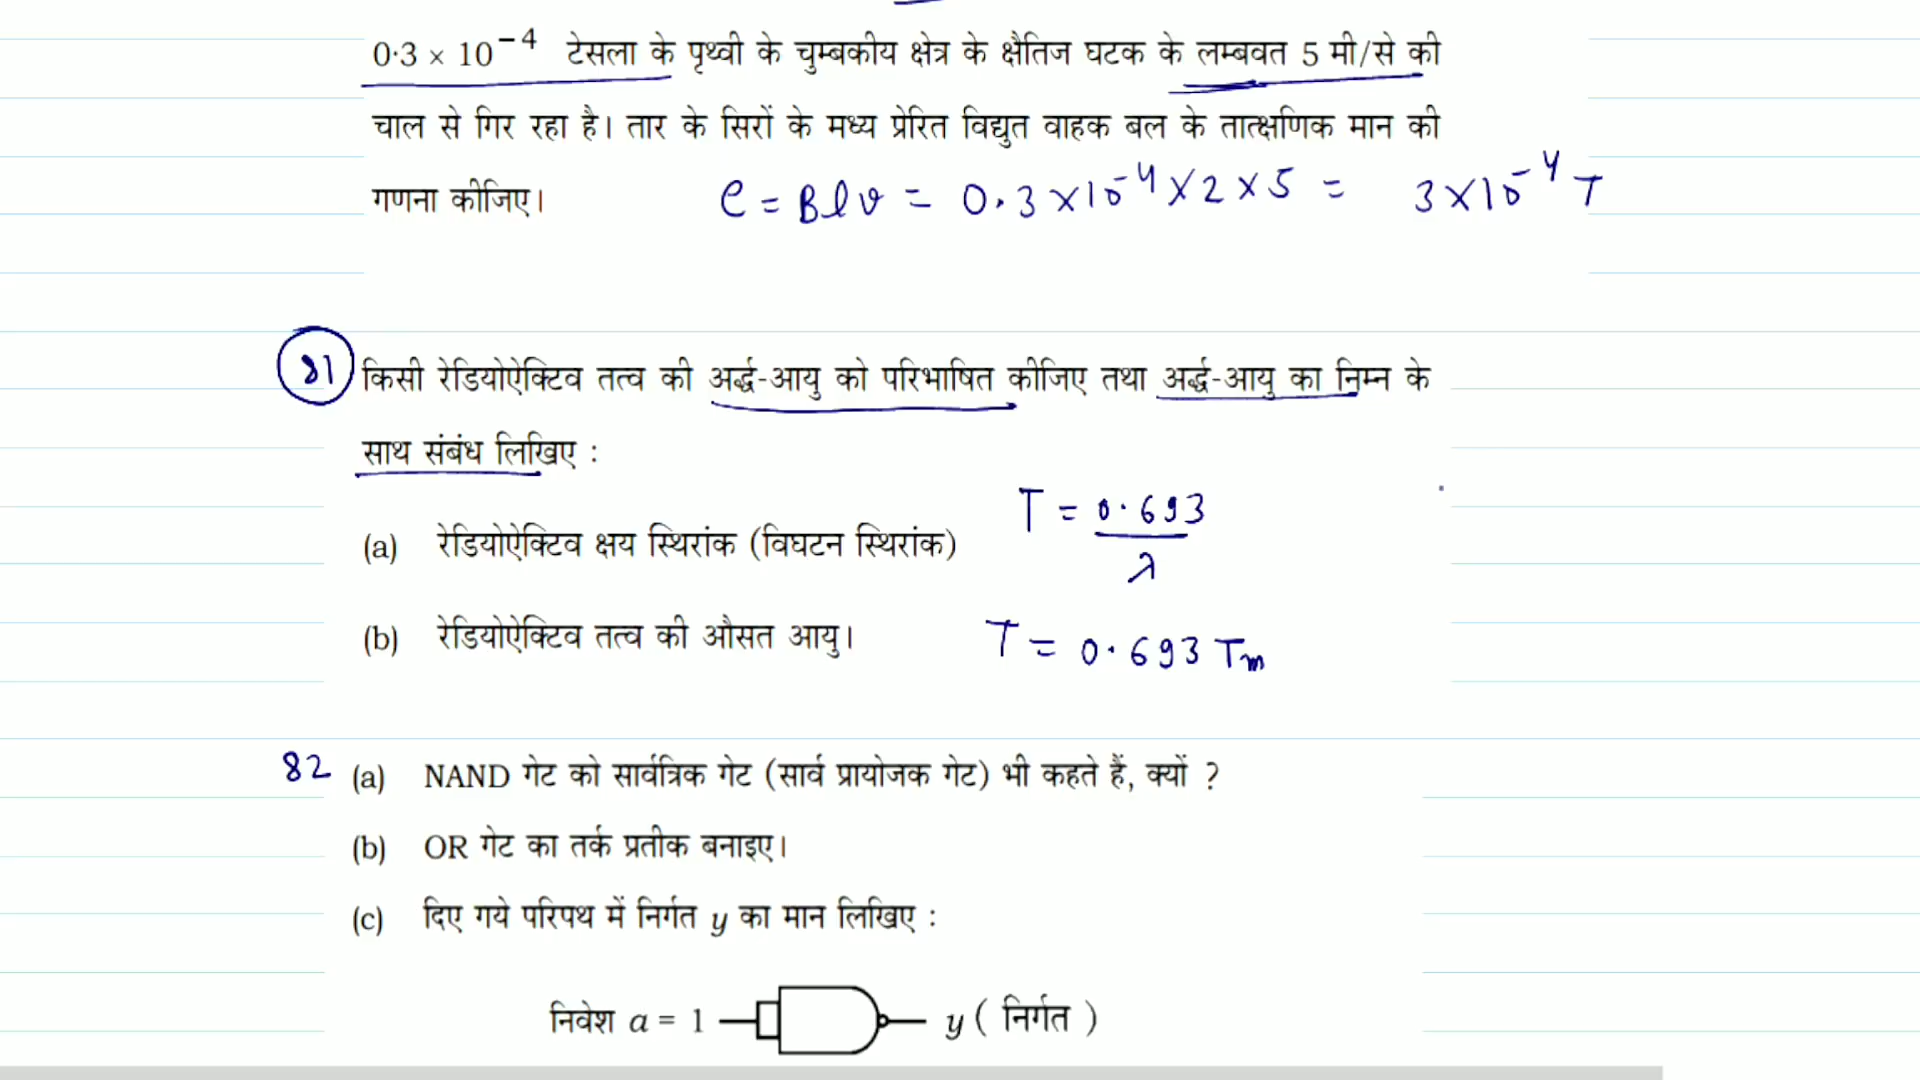 0·3 × 10⁻⁴ टेसला के पृथ्वी के चुम्बकीय क्षेत्र के क्षैतिज घटक के लम्बवत 5 मी/से की
चाल से गिर रहा है। तार के सिरों के मध्य प्रेरित विद्युत वाहक बल के तात्क्षणिक मान की
गणना कीजिए। e = Blv = 0.3×10⁻⁴×2×5 = 3×10⁻⁴ T
81 किसी रेडियोऐक्टिव तत्व की अर्द्ध-आयु को परिभाषित कीजिए तथा अर्द्ध-आयु का निम्न के
साथ संबंध लिखिए :
(a) रेडियोऐक्टिव क्षय स्थिरांक (विघटन स्थिरांक) T = 0.693/λ
(b) रेडियोऐक्टिव तत्व की औसत आयु। T = 0.693 Tm
82 (a) NAND गेट को सार्वत्रिक गेट (सार्व प्रायोजक गेट) भी कहते हैं, क्यों ?
(b) OR गेट का तर्क प्रतीक बनाइए।
(c) दिए गये परिपथ में निर्गत y का मान लिखिए :
निवेश a = 1 y ( निर्गत )